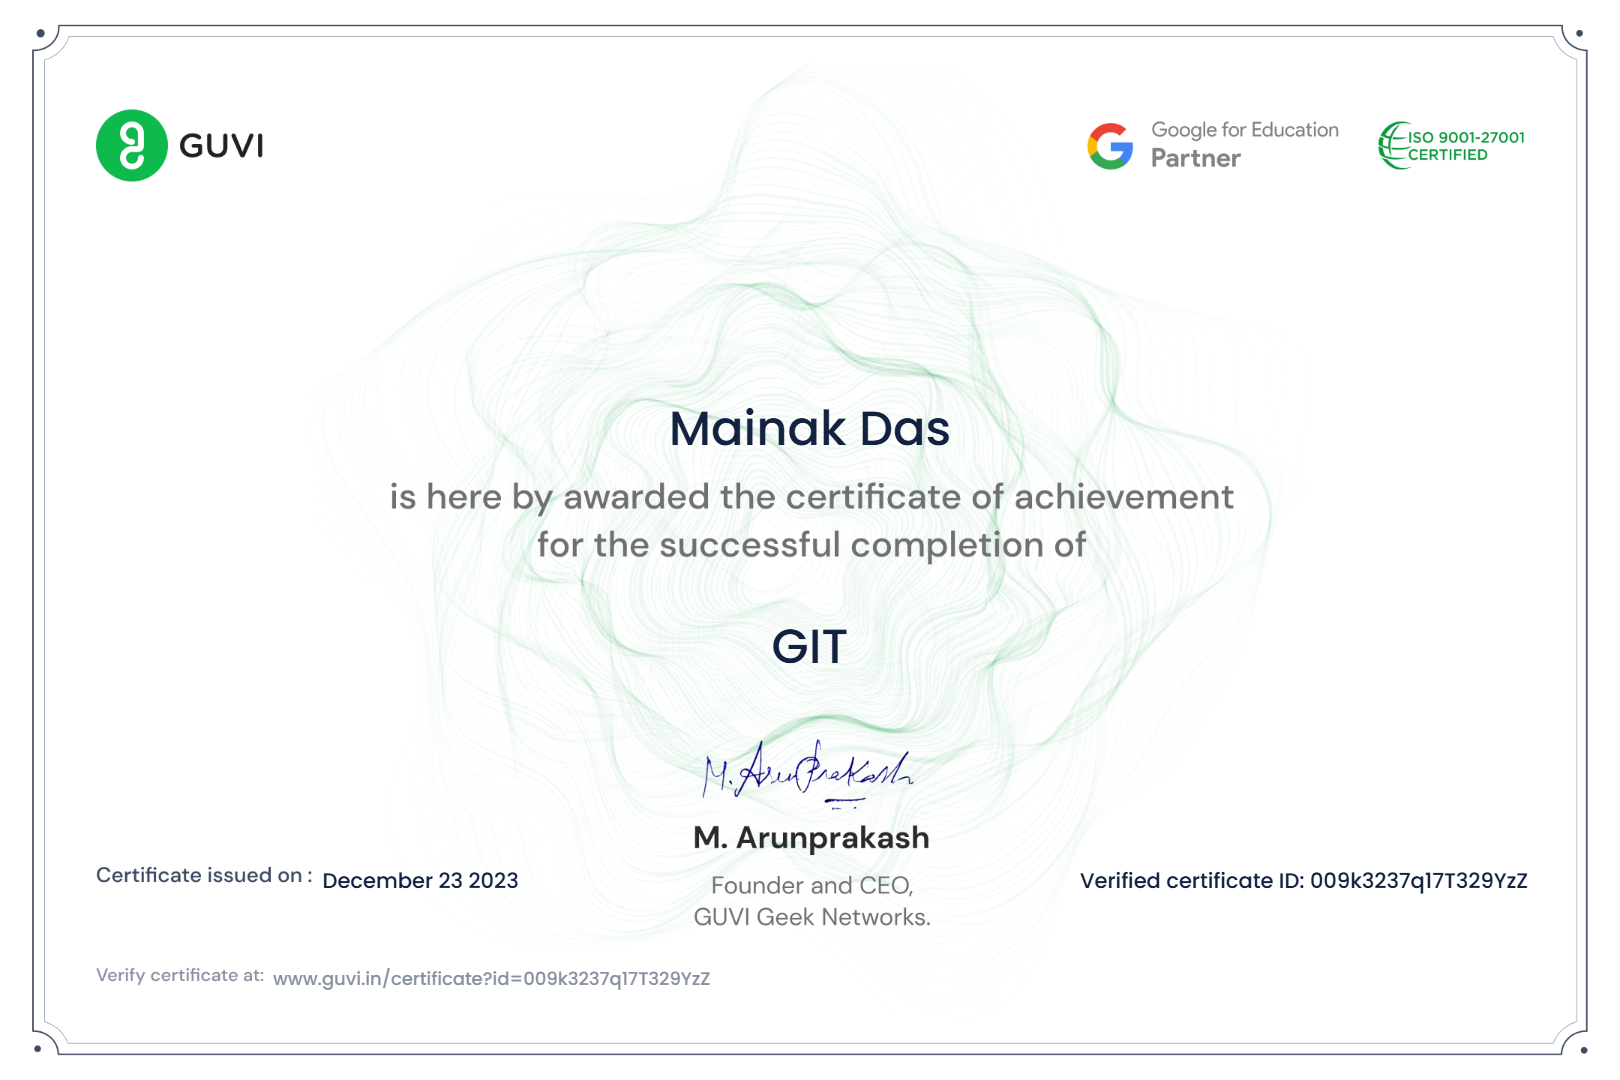 GUVI
Google for Education
Partner
ISO 9001-27001
CERTIFIED
Mainak Das
is here by awarded the certificate of achievement
for the successful completion of
GIT
M. ArunPrakash
M. Arunprakash
Founder and CEO,
GUVI Geek Networks.
Certificate issued on : December 23 2023
Verified certificate ID: 009k3237q17T329YzZ
Verify certificate at: www.guvi.in/certificate?id=009k3237q17T329YzZ